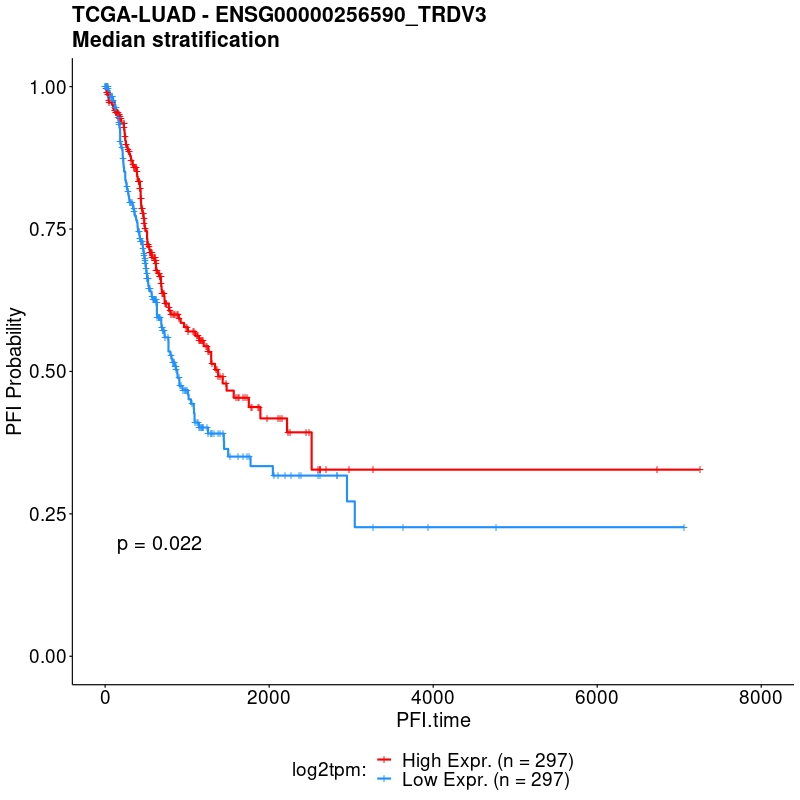 TCGA-LUAD - ENSG00000256590_TRDV3
Median stratification
1.00
0.75
0.50
0.25
0.00
PFI Probability
p = 0.022
0 2000 4000 6000 8000
PFI.time
log2tpm:
High Expr. (n = 297)
Low Expr. (n = 297)